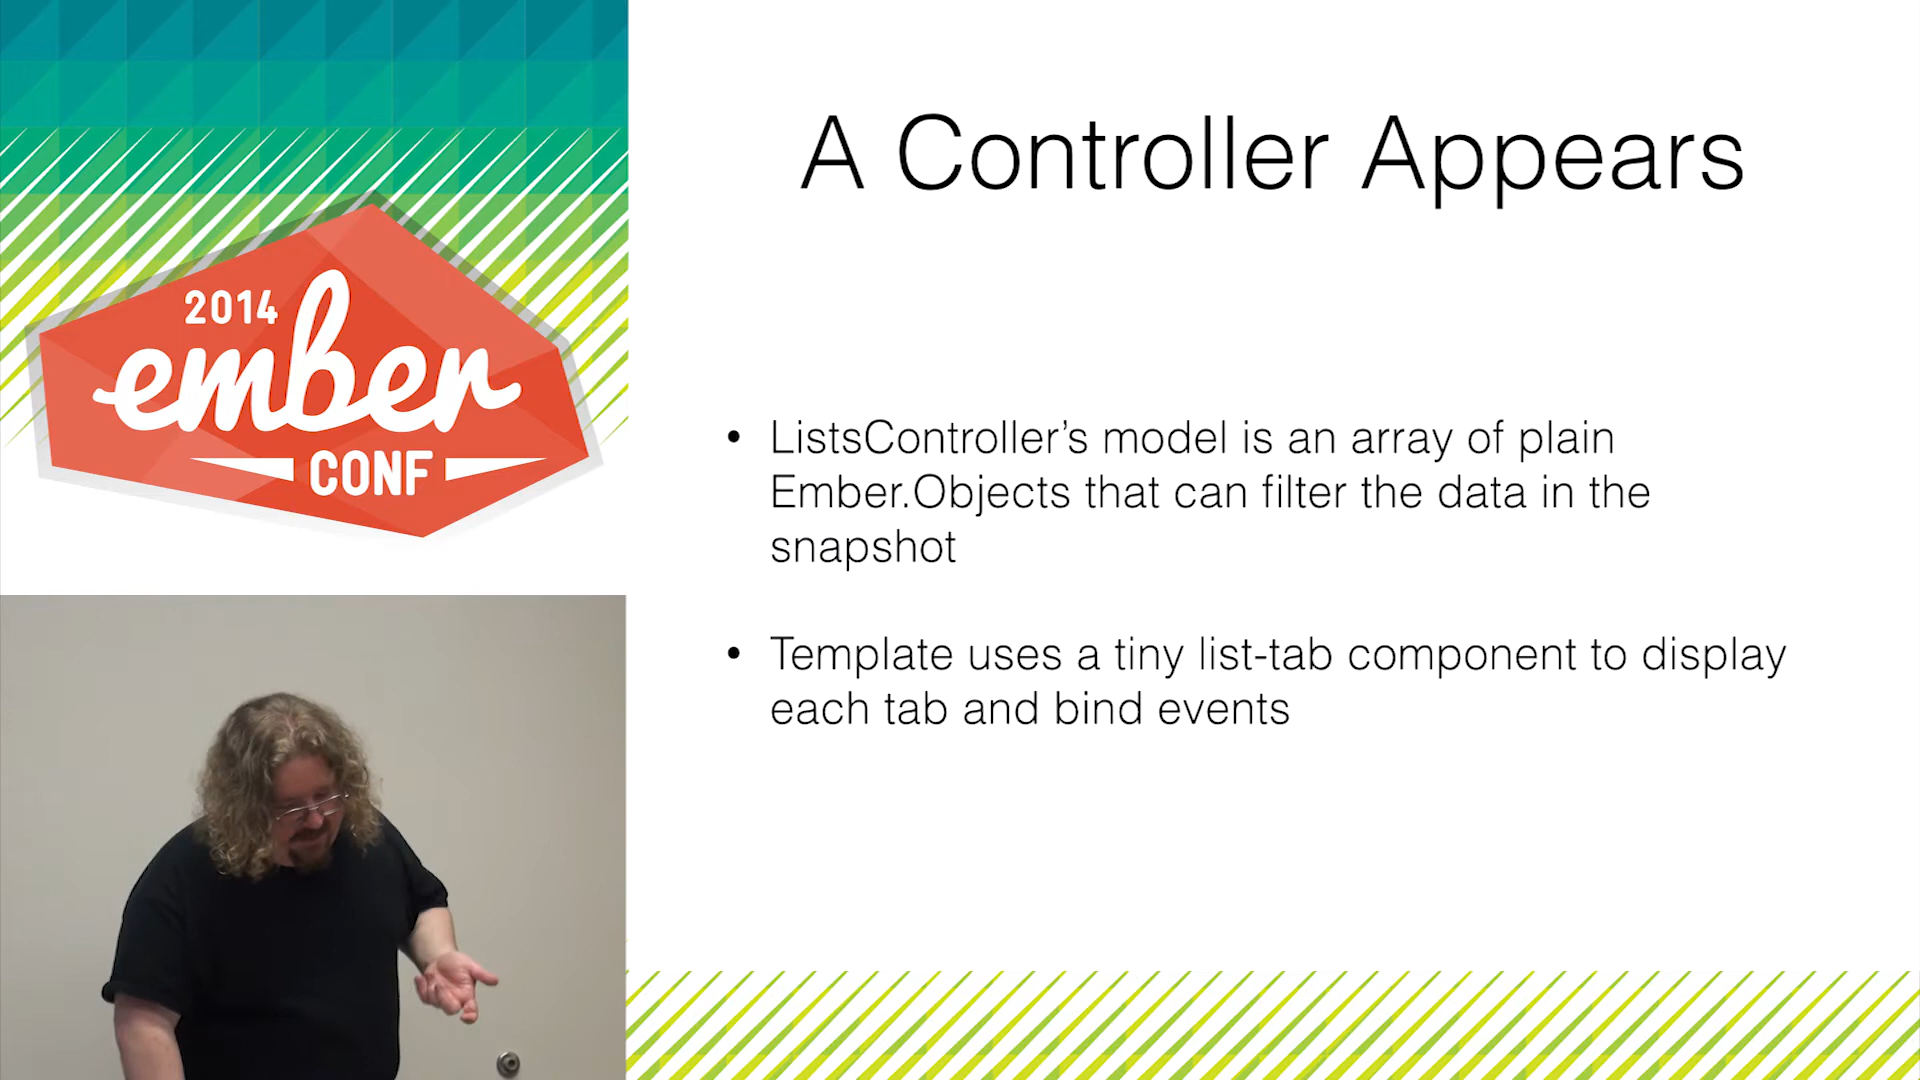 2014
ember
CONF
A Controller Appears
• ListsController’s model is an array of plain
Ember.Objects that can filter the data in the
snapshot
• Template uses a tiny list-tab component to display
each tab and bind events